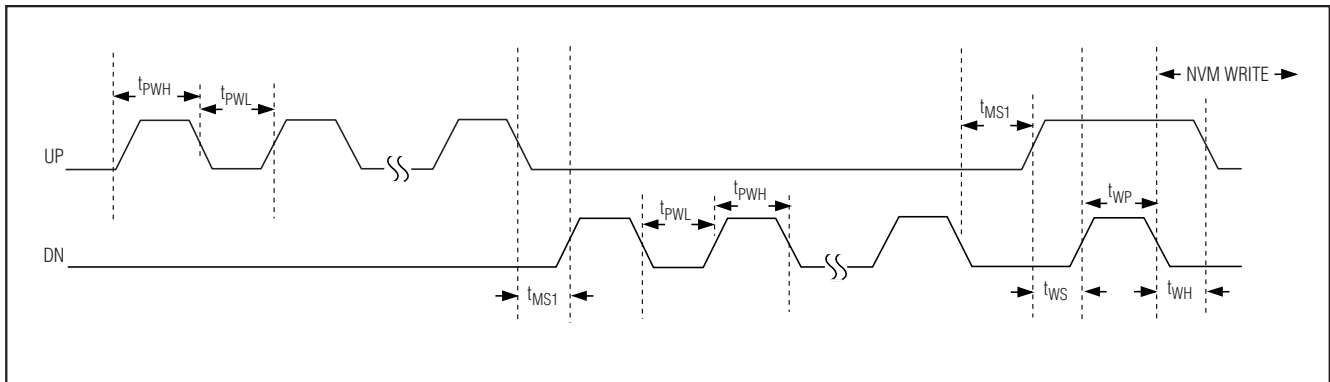 NVM WRITE
tPWH
tPWL
tMS1
UP
tPWL
tPWH
tWP
DN
tMS1
tWS
tWH